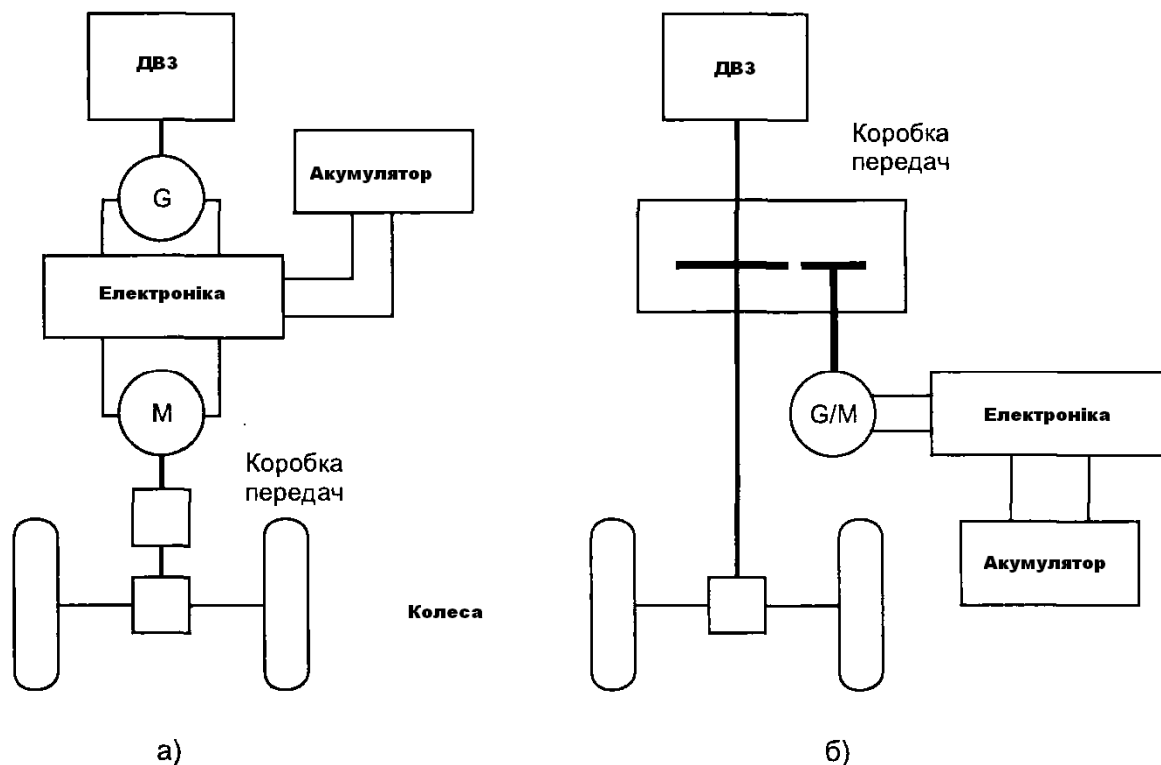 ДВЗ
G
Акумулятор
Електроніка
M
Коробка
передач
Колеса
а)
ДВЗ
Коробка
передач
G/M
Електроніка
Акумулятор
б)